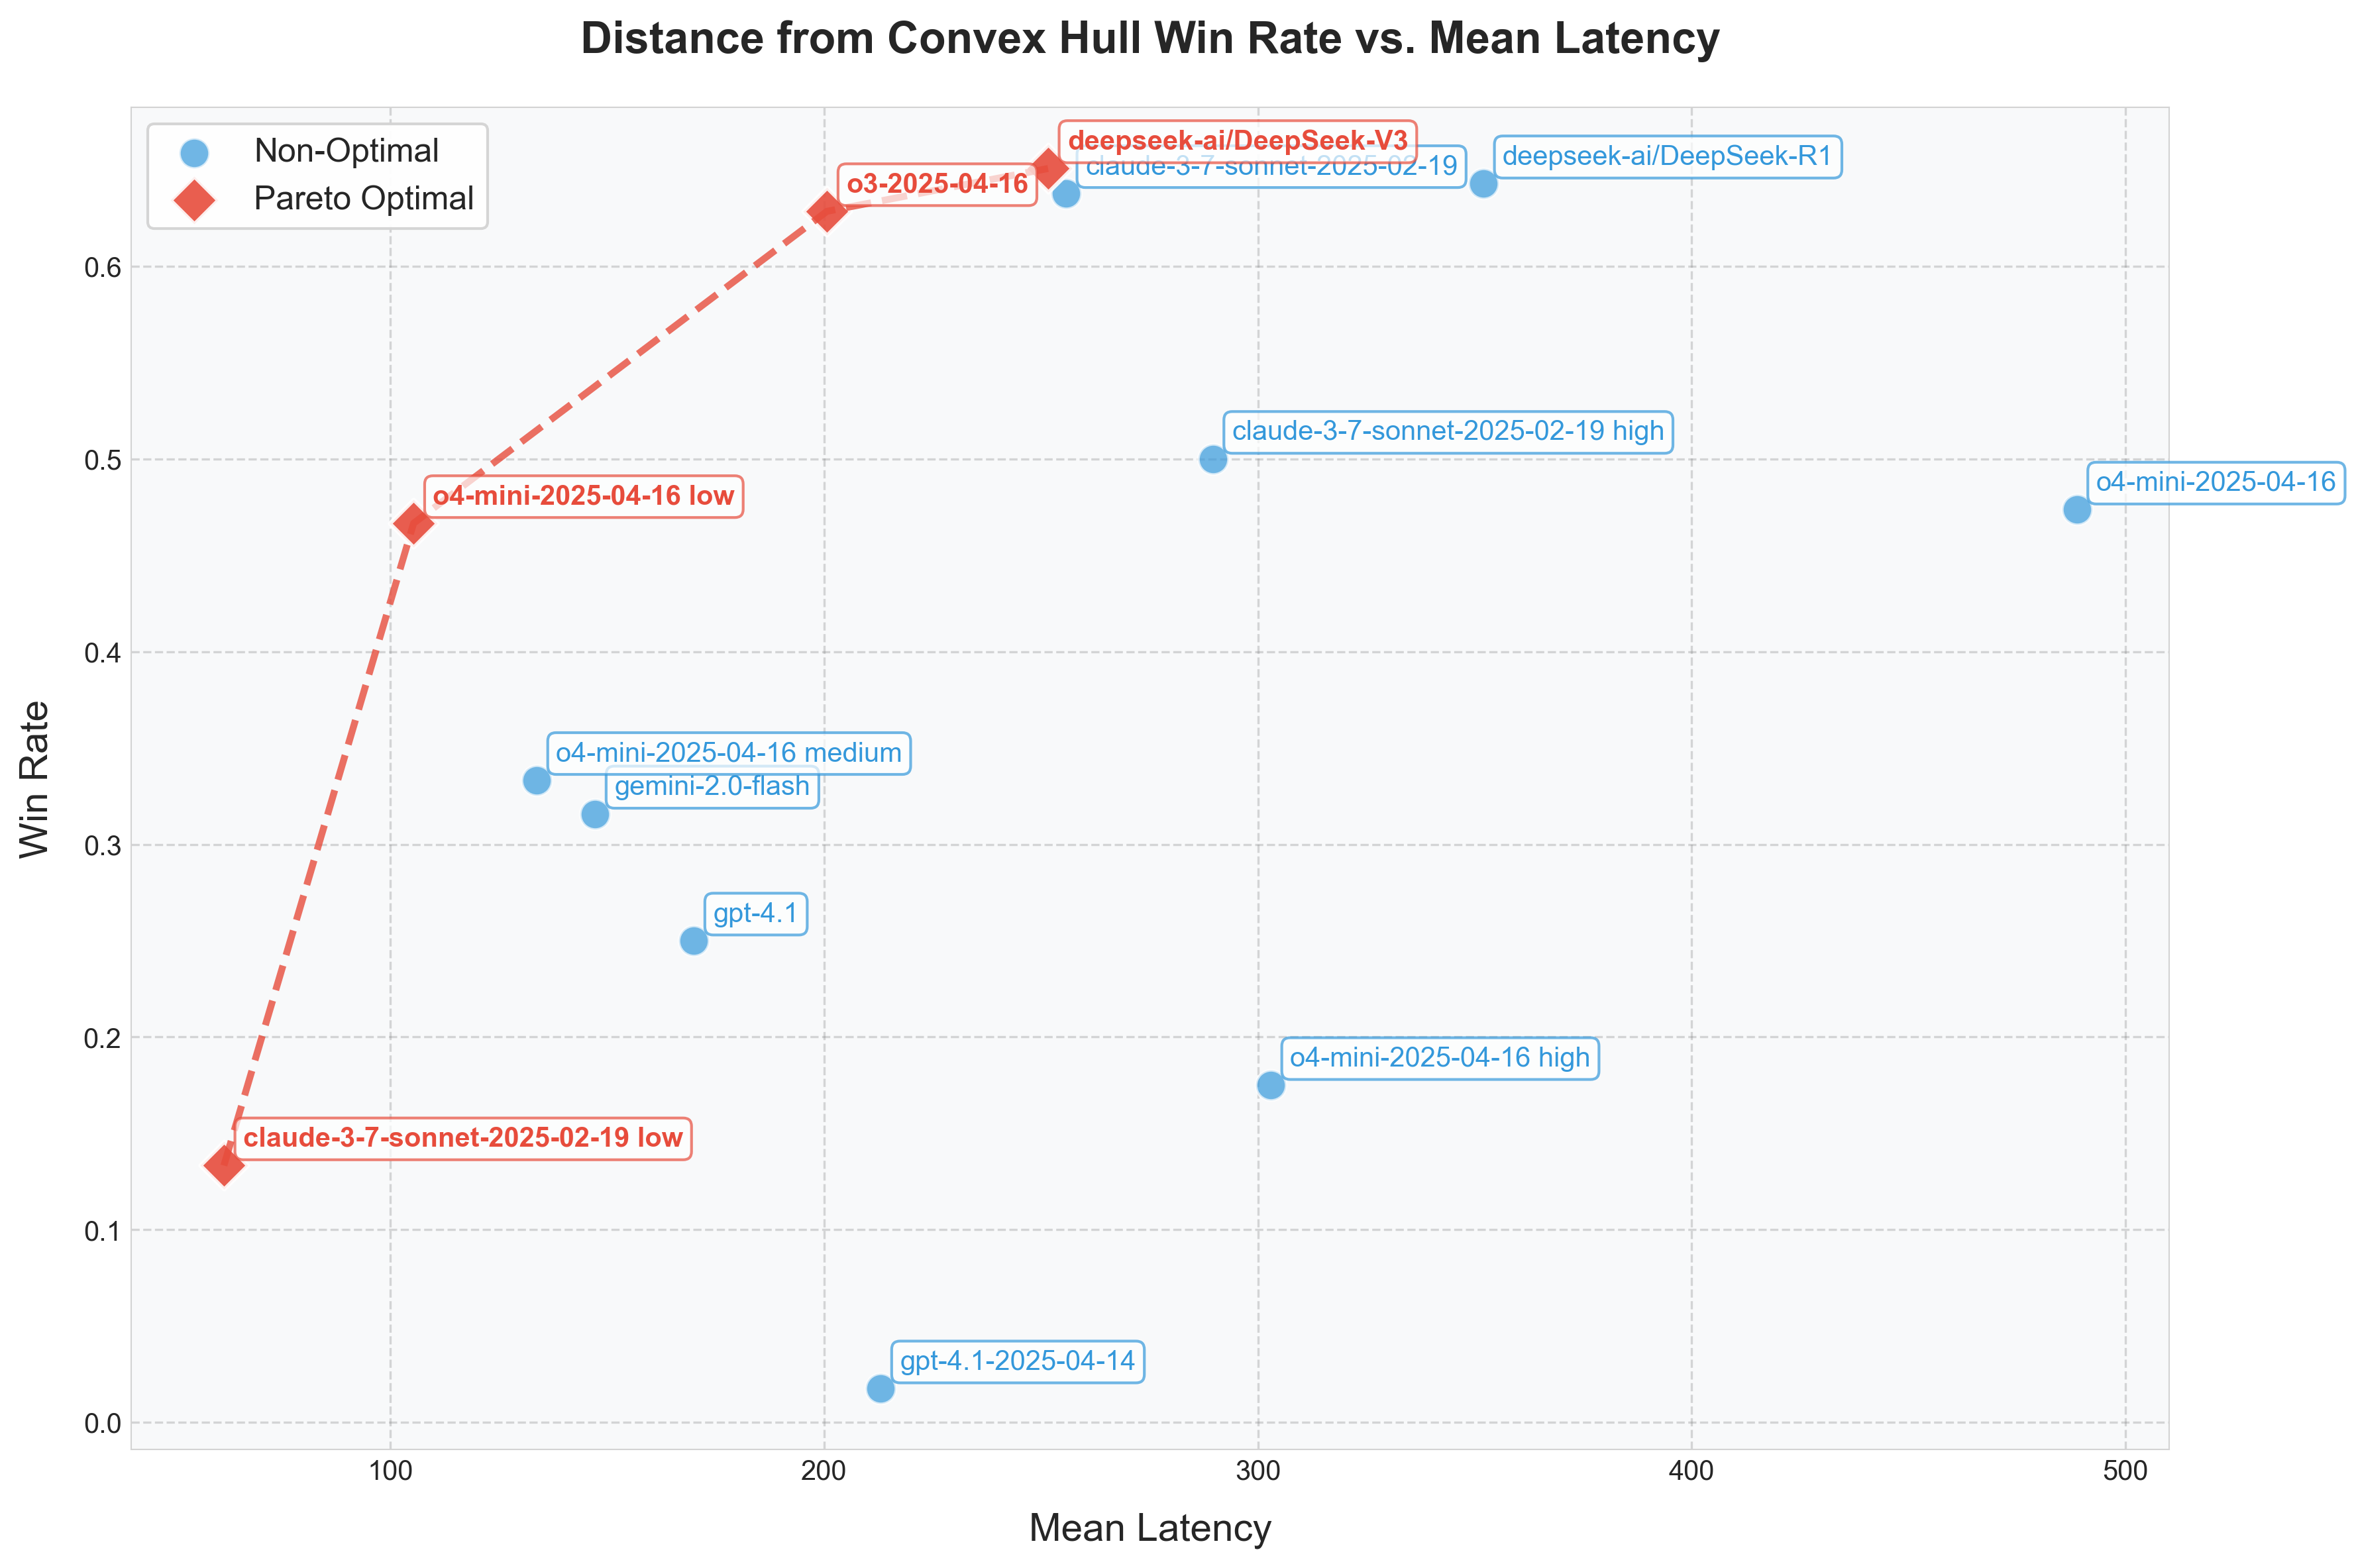 Distance from Convex Hull Win Rate vs. Mean Latency
Non-Optimal
Pareto Optimal
deepseek-ai/DeepSeek-V3
claude-3-7-sonnet-2025-02-19
deepseek-ai/DeepSeek-R1
o3-2025-04-16
claude-3-7-sonnet-2025-02-19 high
o4-mini-2025-04-16
o4-mini-2025-04-16 low
o4-mini-2025-04-16 medium
gemini-2.0-flash
gpt-4.1
o4-mini-2025-04-16 high
claude-3-7-sonnet-2025-02-19 low
gpt-4.1-2025-04-14
Win Rate
0.6
0.5
0.4
0.3
0.2
0.1
0.0
100 200 300 400 500
Mean Latency